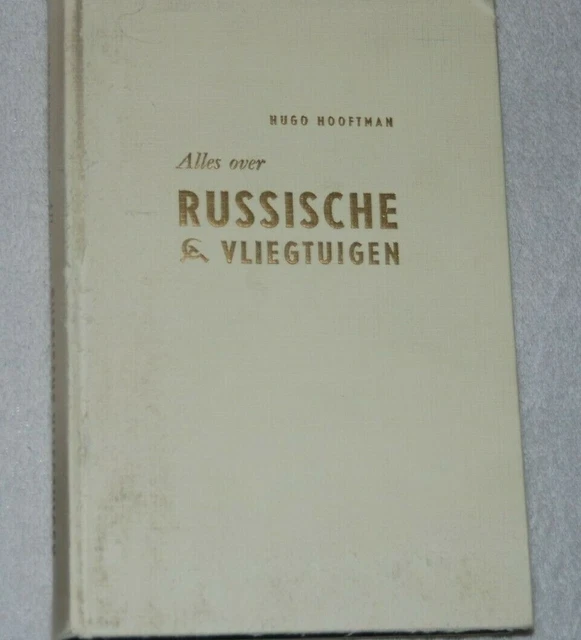 HUGO HOOFTMAN
Alles over
RUSSISCHE
VLIEGTUIGEN